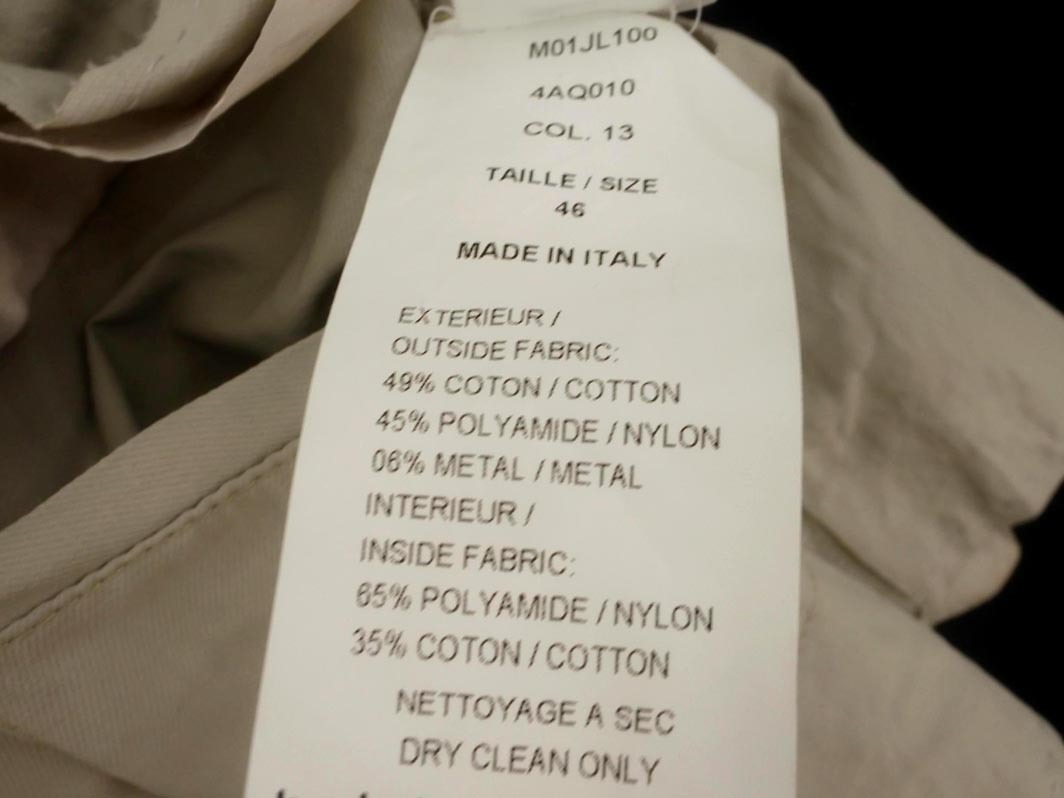 M01JL100
4AQ010
COL. 13
TAILLE / SIZE
46
MADE IN ITALY
EXTERIEUR /
OUTSIDE FABRIC:
49% COTON / COTTON
45% POLYAMIDE / NYLON
06% METAL / METAL
INTERIEUR /
INSIDE FABRIC:
65% POLYAMIDE / NYLON
35% COTON / COTTON
NETTOYAGE A SEC
DRY CLEAN ONLY